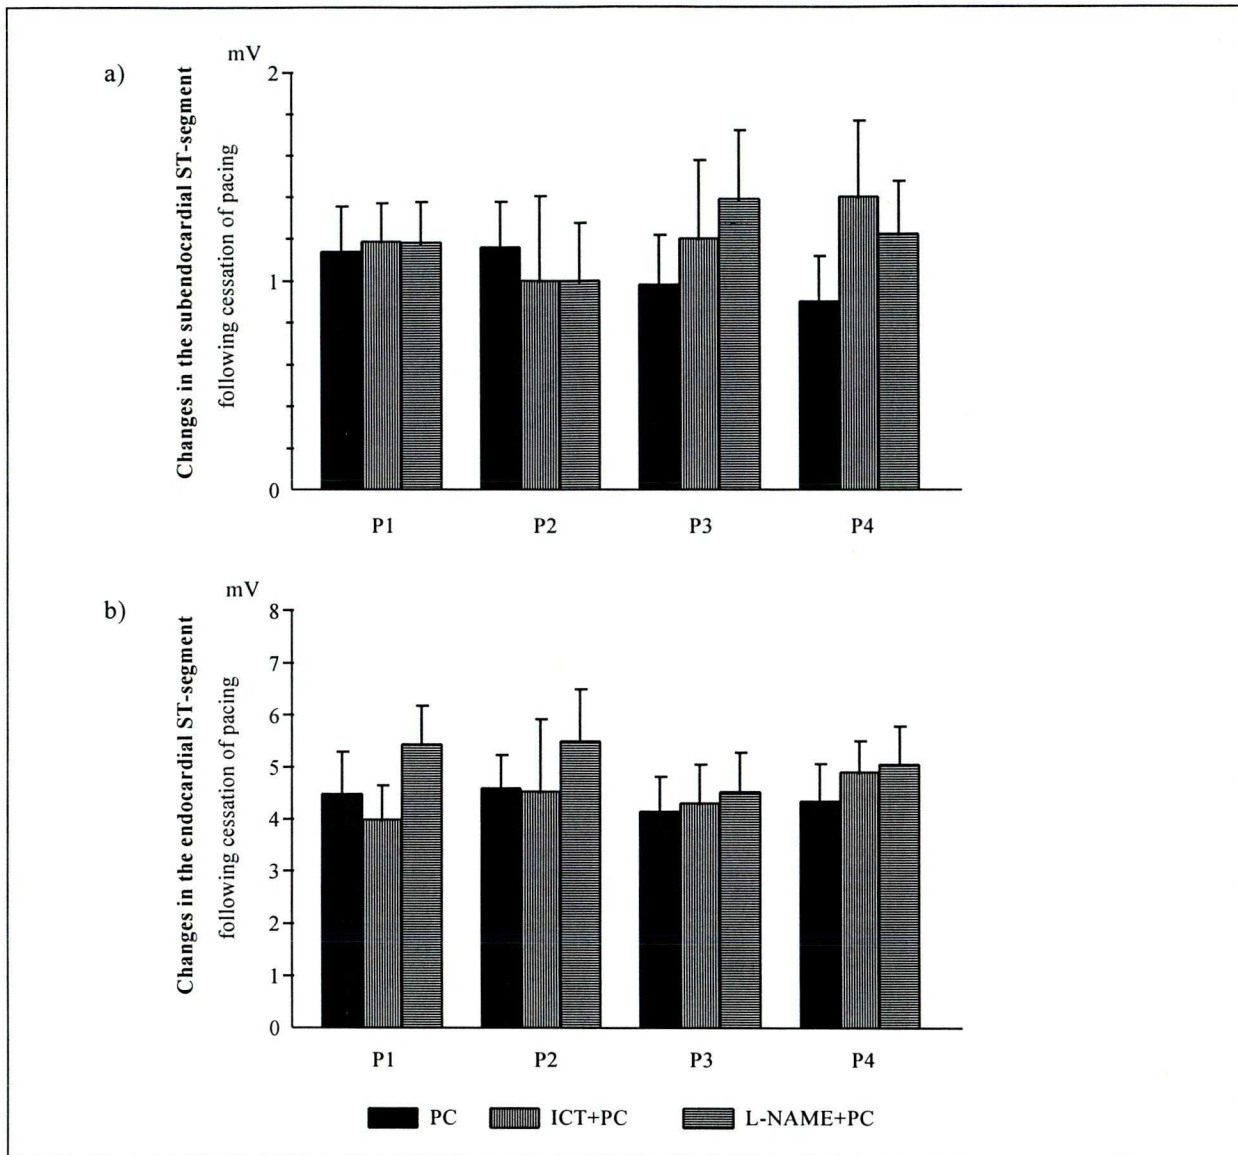 a)
mV
Changes in the subendocardial ST-segment
following cessation of pacing
2
1
0
P1 P2 P3 P4
b)
mV
Changes in the endocardial ST-segment
following cessation of pacing
8
7
6
5
4
3
2
1
0
P1 P2 P3 P4
PC ICT+PC L-NAME+PC